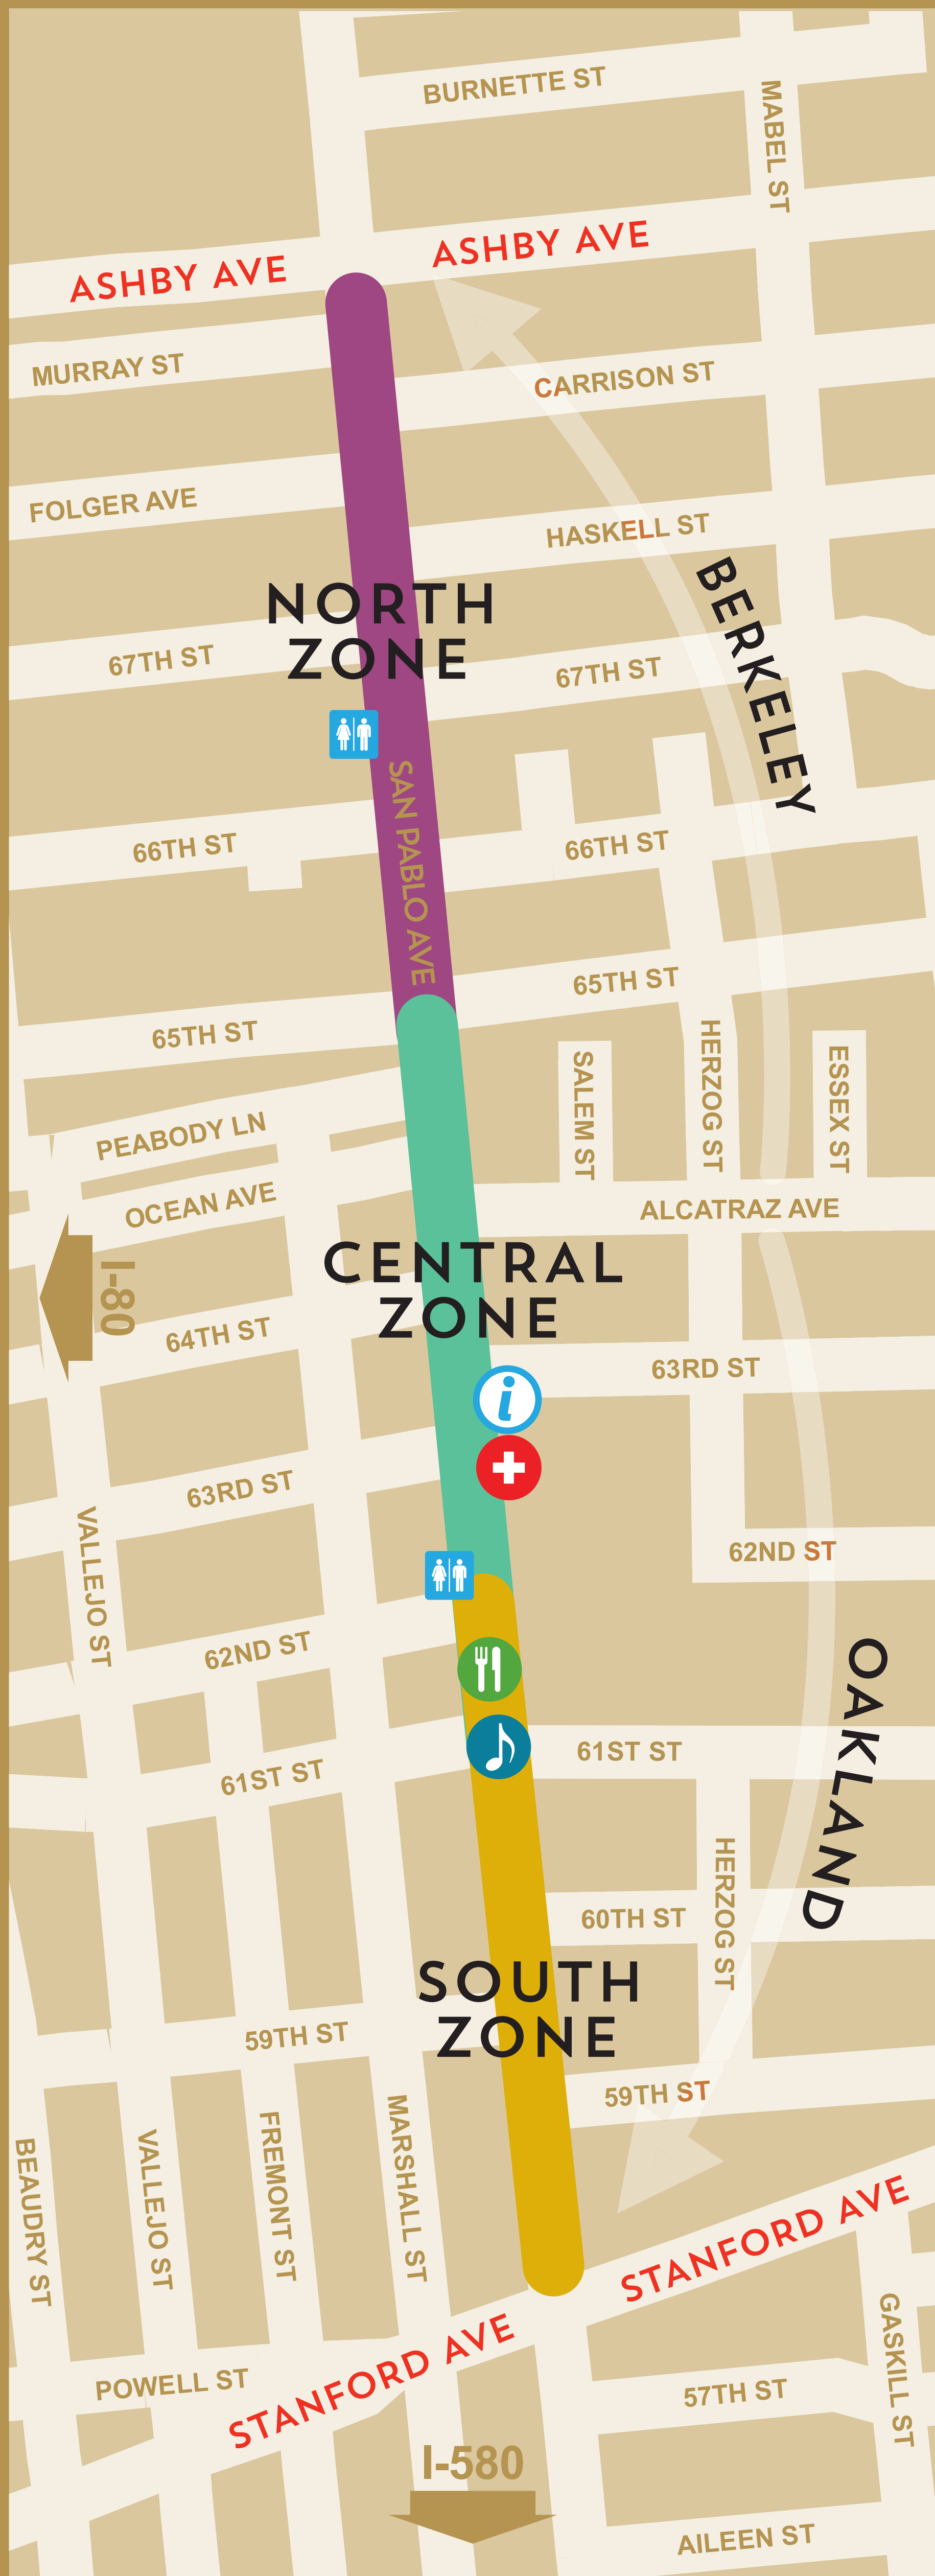 BURNETTE ST
MABEL ST
ASHBY AVE
ASHBY AVE
MURRAY ST
CARRISON ST
FOLGER AVE
HASKELL ST
BERKELEY
NORTH
ZONE
67TH ST
67TH ST
SAN PABLO AVE
66TH ST
66TH ST
65TH ST
65TH ST
SALEM ST
HERZOG ST
ESSEX ST
PEABODY LN
OCEAN AVE
ALCATRAZ AVE
CENTRAL
ZONE
I-80
64TH ST
63RD ST
i
63RD ST
VALLEJO ST
62ND ST
62ND ST
OAKLAND
61ST ST
61ST ST
HERZOG ST
60TH ST
SOUTH
ZONE
59TH ST
59TH ST
BEAUDRY ST
VALLEJO ST
FREMONT ST
MARSHALL ST
STANFORD AVE
STANFORD AVE
GASKILL ST
POWELL ST
57TH ST
I-580
AILEEN ST